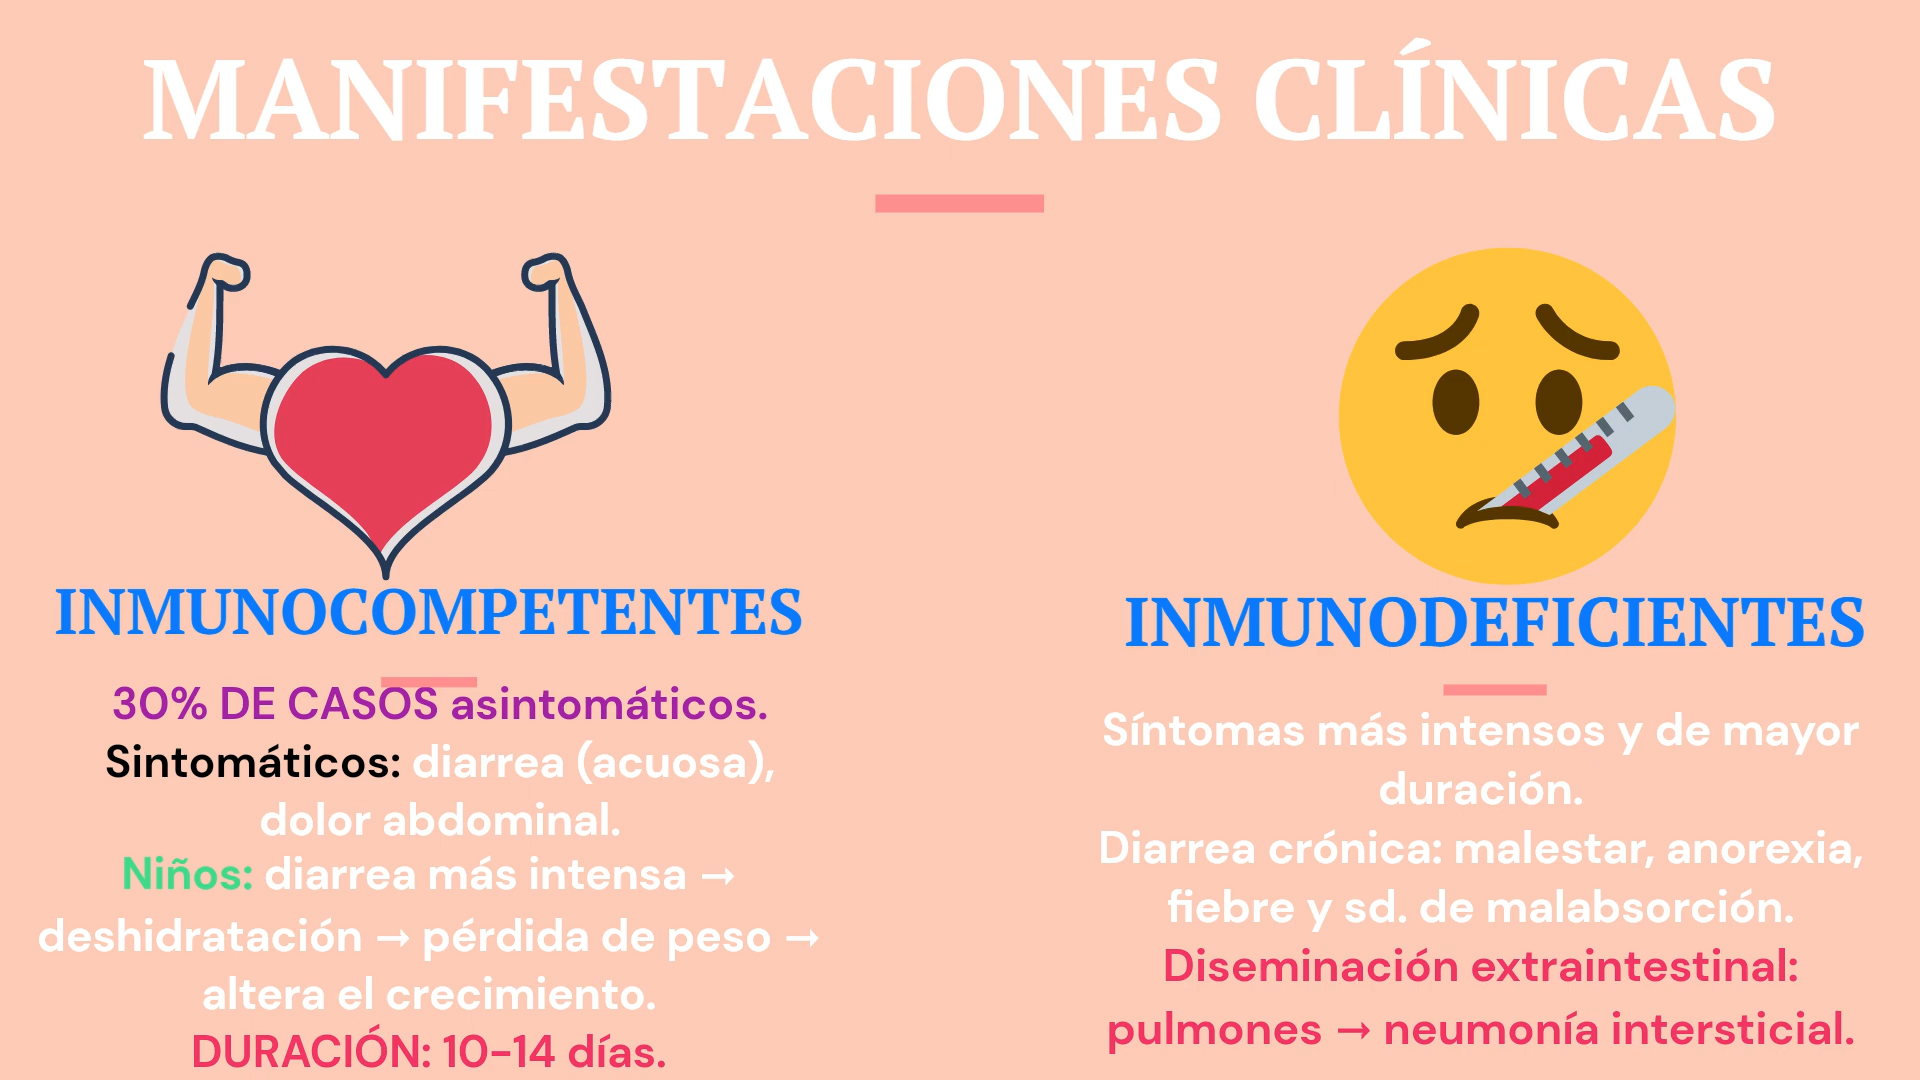 MANIFESTACIONES CLÍNICAS
INMUNOCOMPETENTES
30% DE CASOS asintomáticos.
Sintomáticos: diarrea (acuosa),
dolor abdominal.
Niños: diarrea más intensa →
deshidratación → pérdida de peso →
altera el crecimiento.
DURACIÓN: 10-14 días.
INMUNODEFICIENTES
Síntomas más intensos y de mayor
duración.
Diarrea crónica: malestar, anorexia,
fiebre y sd. de malabsorción.
Diseminación extraintestinal:
pulmones → neumonía intersticial.